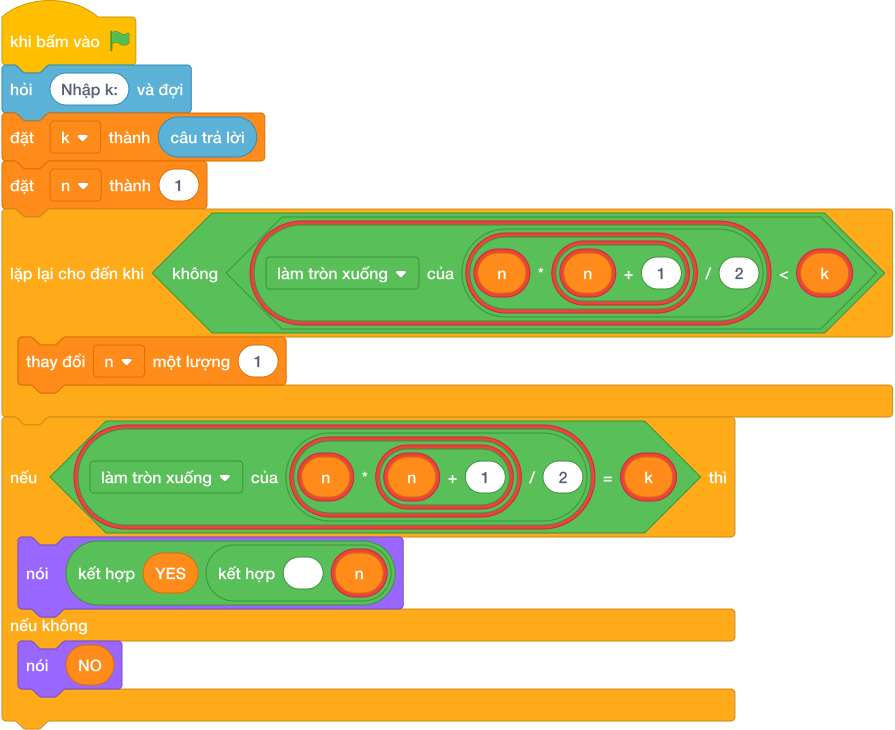 khi bấm vào
hỏi Nhập k: và đợi
đặt k thành câu trả lời
đặt n thành 1
lặp lại cho đến khi không làm tròn xuống của n * n + 1 / 2 < k
thay đổi n một lượng 1
nếu làm tròn xuống của n * n + 1 / 2 = k thì
nói kết hợp YES kết hợp n
nếu không
nói NO